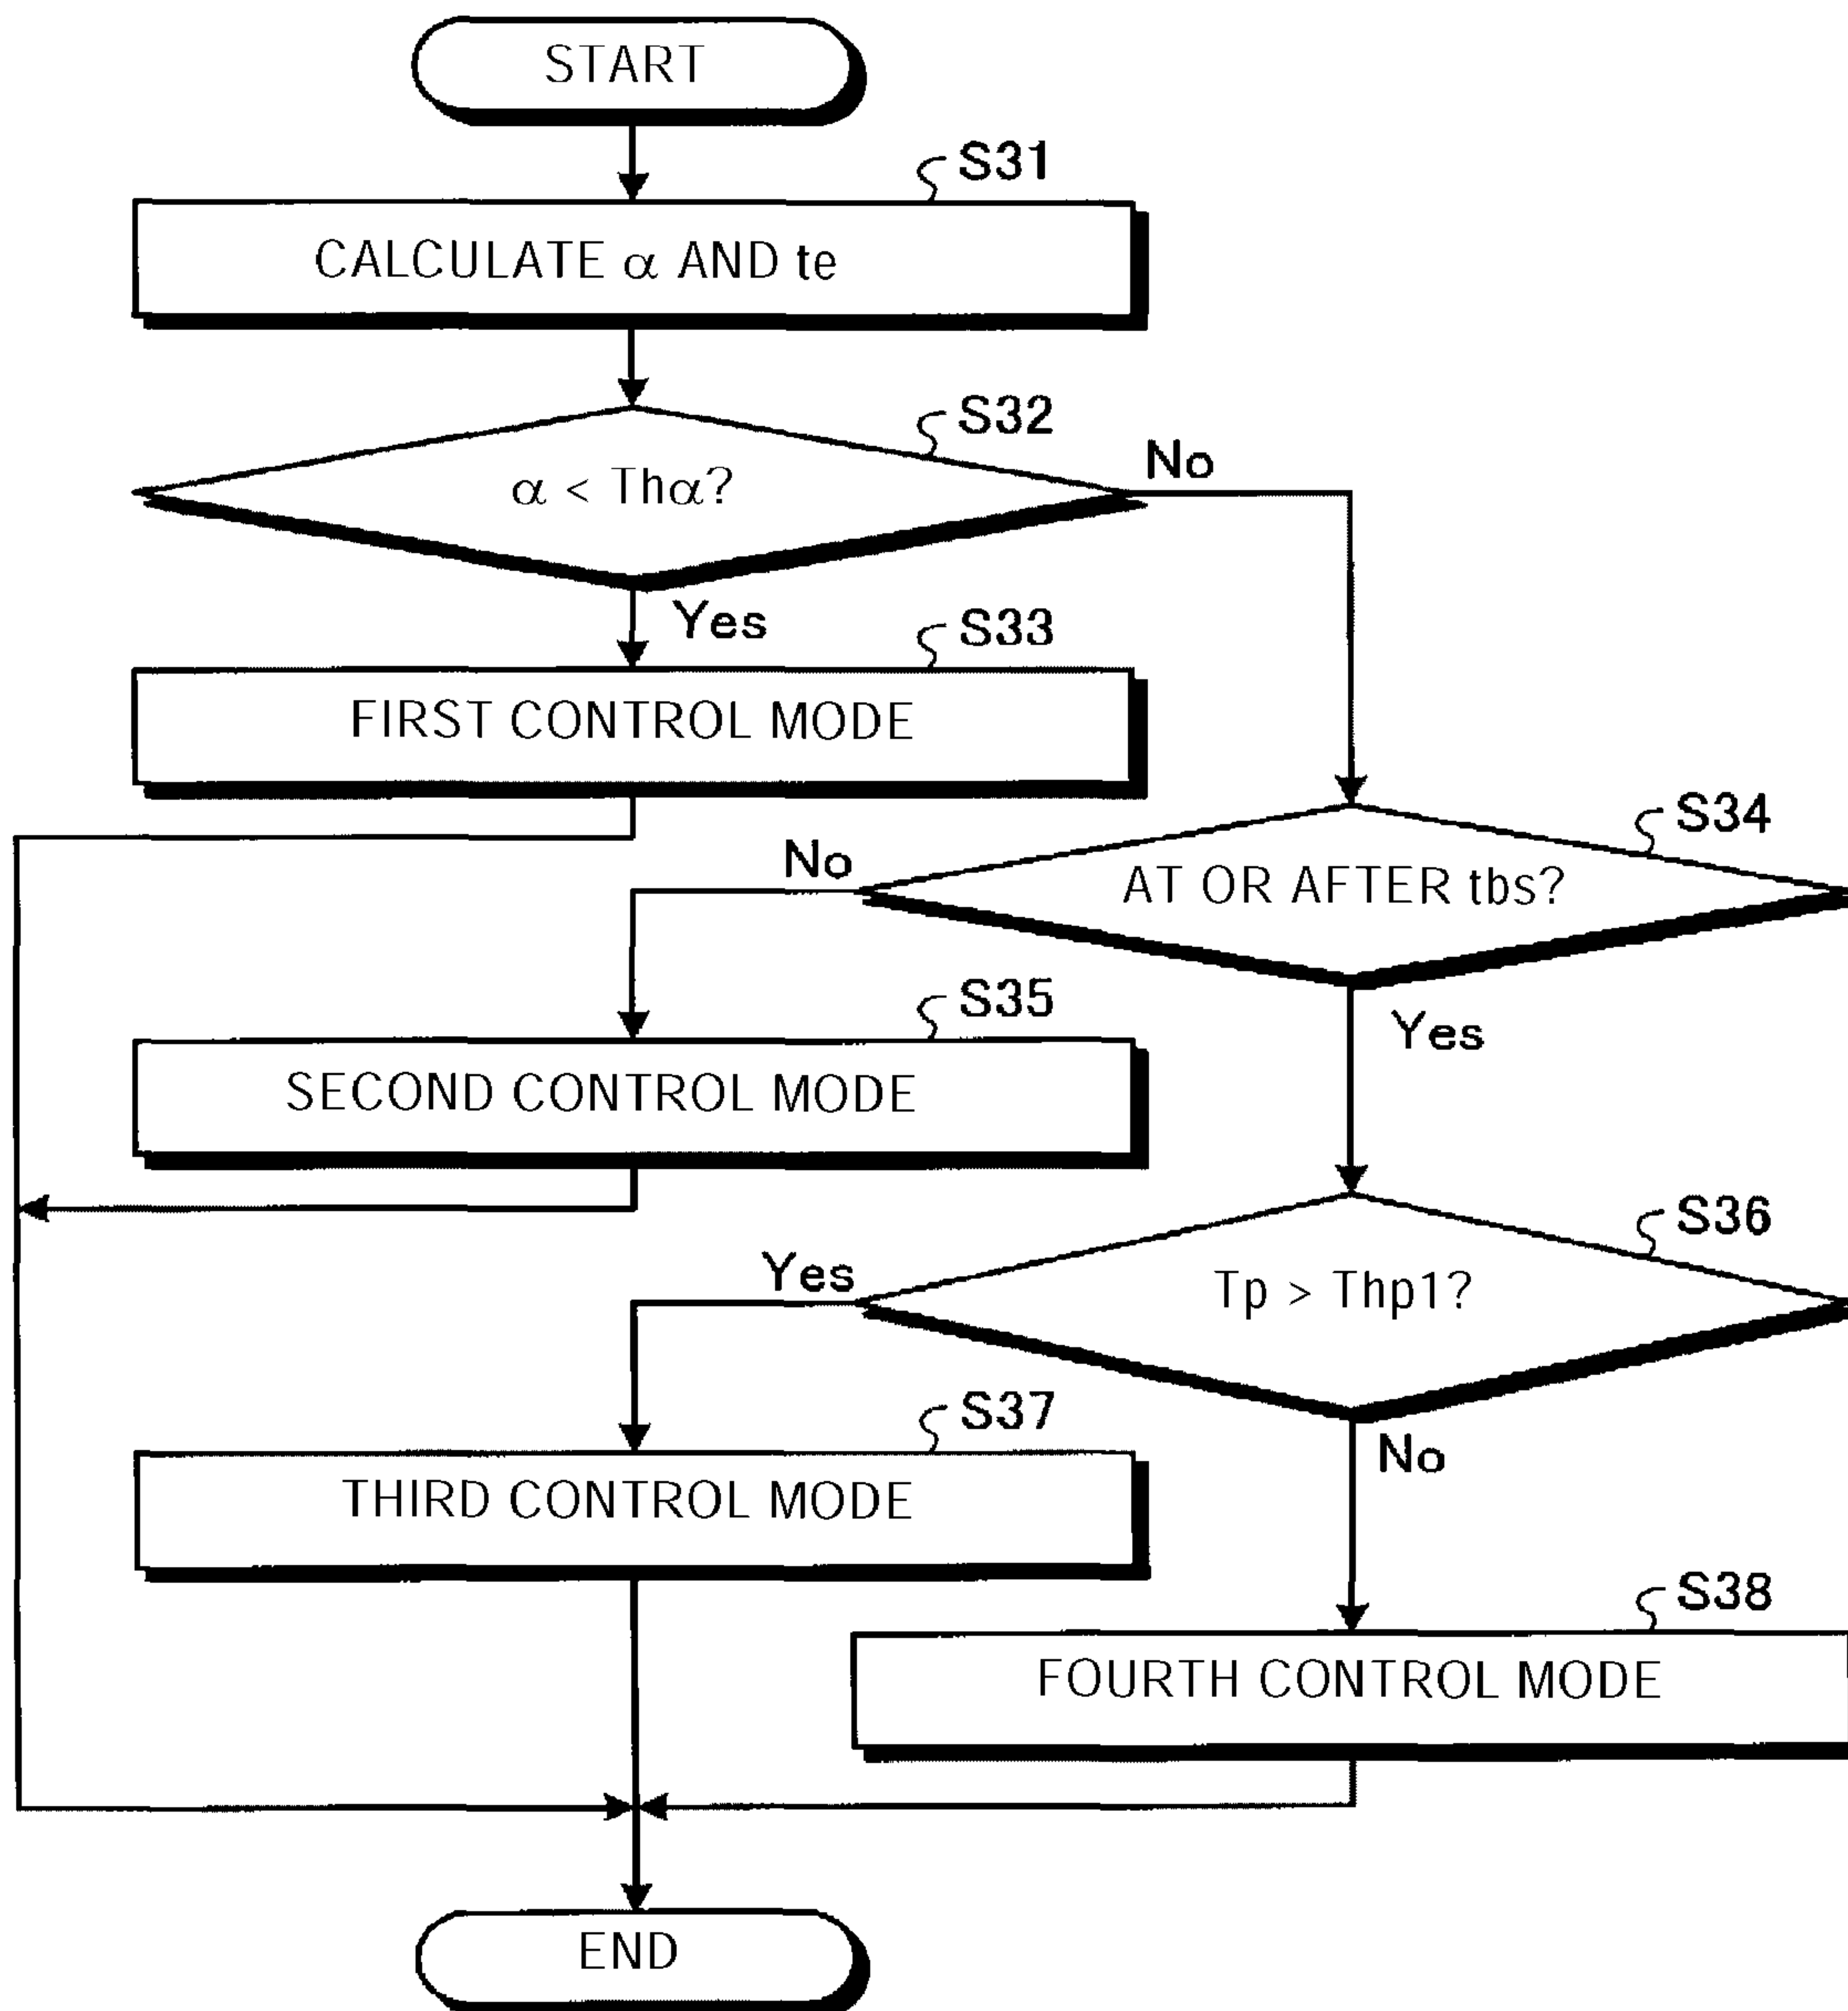 START
S31
CALCULATE α AND te
S32
α < Thα?
No
Yes
S33
FIRST CONTROL MODE
S34
No
AT OR AFTER tbs?
Yes
S35
SECOND CONTROL MODE
S36
Yes
Tp > Thp1?
No
S37
THIRD CONTROL MODE
S38
FOURTH CONTROL MODE
END